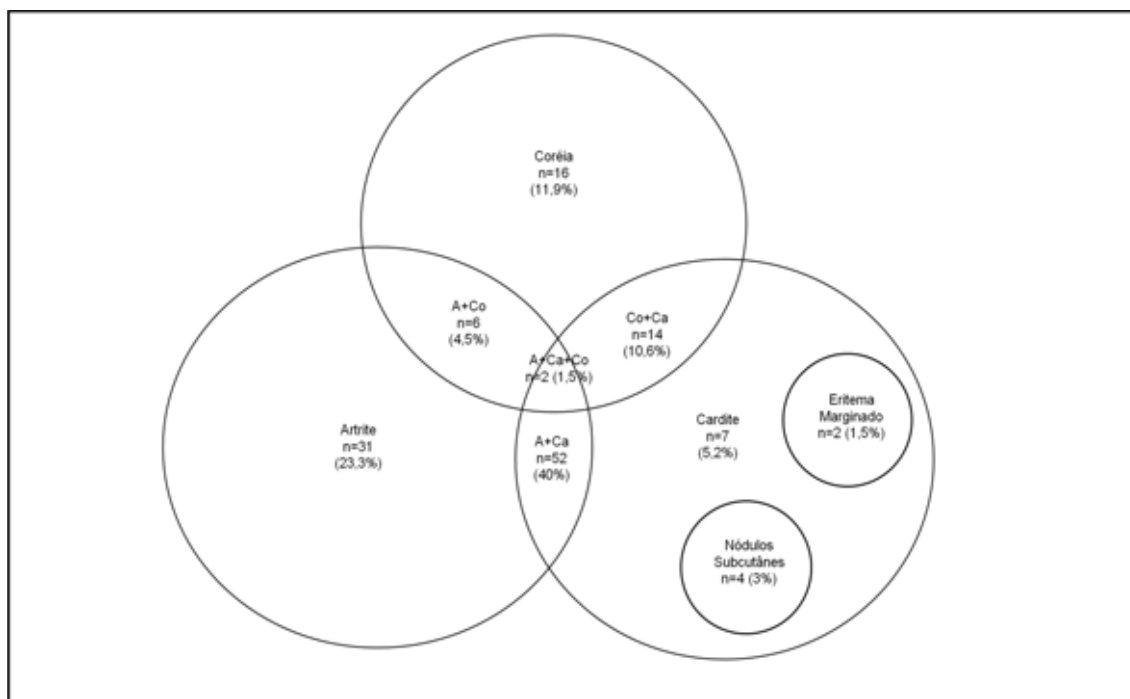 Coréia
n=16
(11,9%)
A+Co
n=6
(4,5%)
Co+Ca
n=14
(10,6%)
A+Ca+Co
n=2 (1,5%)
Artrite
n=31
(23,3%)
A+Ca
n=52
(40%)
Cardite
n=7
(5,2%)
Eritema
Marginado
n=2 (1,5%)
Nódulos
Subcutânes
n=4 (3%)